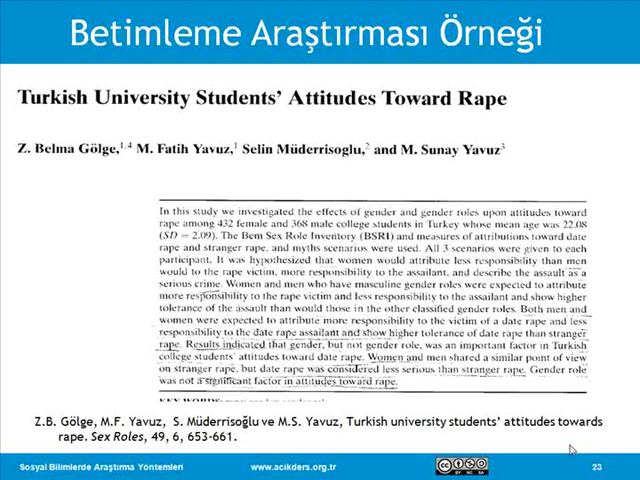 Betimleme Araştırması Örneği
Turkish University Students’ Attitudes Toward Rape
Z. Belma Gölge,1,4 M. Fatih Yavuz,1 Selin Müderrisoglu,2 and M. Sunay Yavuz3
In this study we investigated the effects of gender and gender roles upon attitudes toward
rape among 432 female and 368 male college students in Turkey whose mean age was 22.08
(SD = 2.09). The Bem Sex Role Inventory (BSRI) and measures of attributions toward date
rape and stranger rape, and myths scenarios were used. All 3 scenarios were given to each
participant. It was hypothesized that women would attribute less responsibility than men
would to the rape victim, more responsibility to the assailant, and describe the assault as a
serious crime. Women and men who have masculine gender roles were expected to attribute
more responsibility to the rape victim and less responsibility to the assailant and show higher
tolerance of the assault than would those in the other classified gender roles. Both men and
women were expected to attribute more responsibility to the victim of a date rape and less
responsibility to the date rape assailant and show higher tolerance of date rape than stranger
rape. Results indicated that gender, but not gender role, was an important factor in Turkish
college students' attitudes toward date rape. Women and men shared a similar point of view
on stranger rape, but date rape was considered less serious than stranger rape. Gender role
was not a significant factor in attitudes toward rape.
Z.B. Gölge, M.F. Yavuz, S. Müderrisoğlu ve M.S. Yavuz, Turkish university students’ attitudes towards
rape. Sex Roles, 49, 6, 653-661.
Sosyal Bilimlerde Araştırma Yöntemleri www.acikders.org.tr cc BY NC SA 23